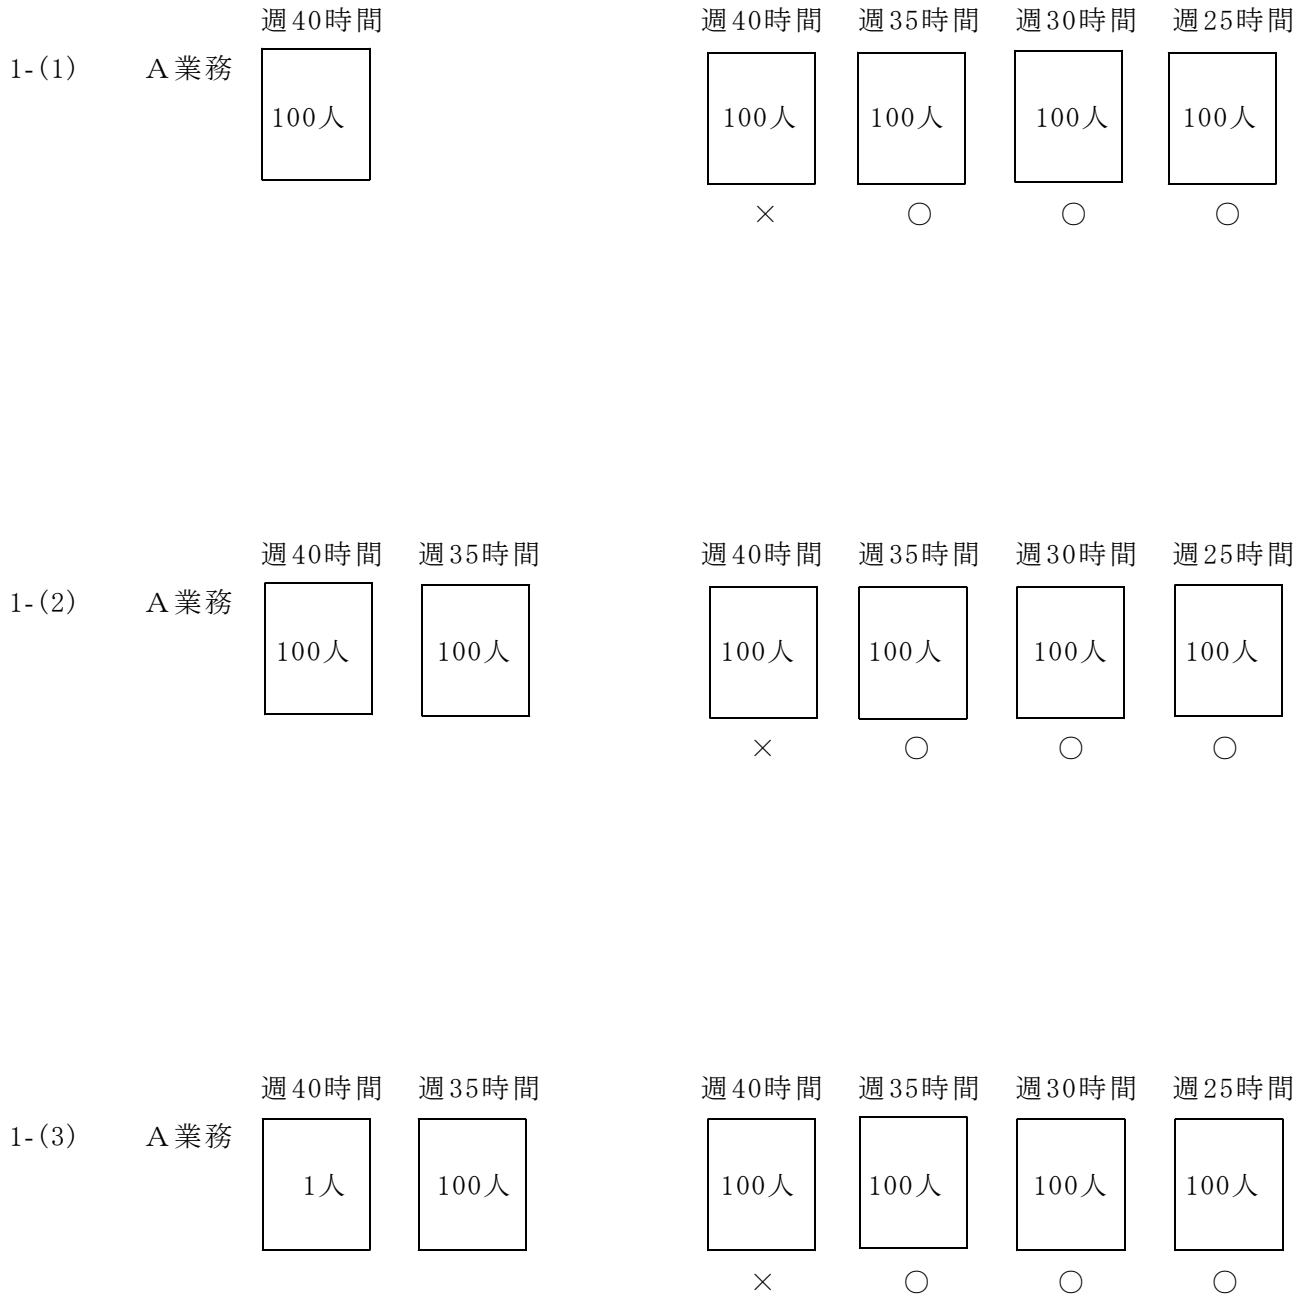 週40時間 週40時間 週35時間 週30時間 週25時間
1-(1) A業務
100人 100人 100人 100人 100人
× ○ ○ ○
週40時間 週35時間 週40時間 週35時間 週30時間 週25時間
1-(2) A業務
100人 100人 100人 100人 100人 100人
× ○ ○ ○
週40時間 週35時間 週40時間 週35時間 週30時間 週25時間
1-(3) A業務
1人 100人 100人 100人 100人 100人
× ○ ○ ○